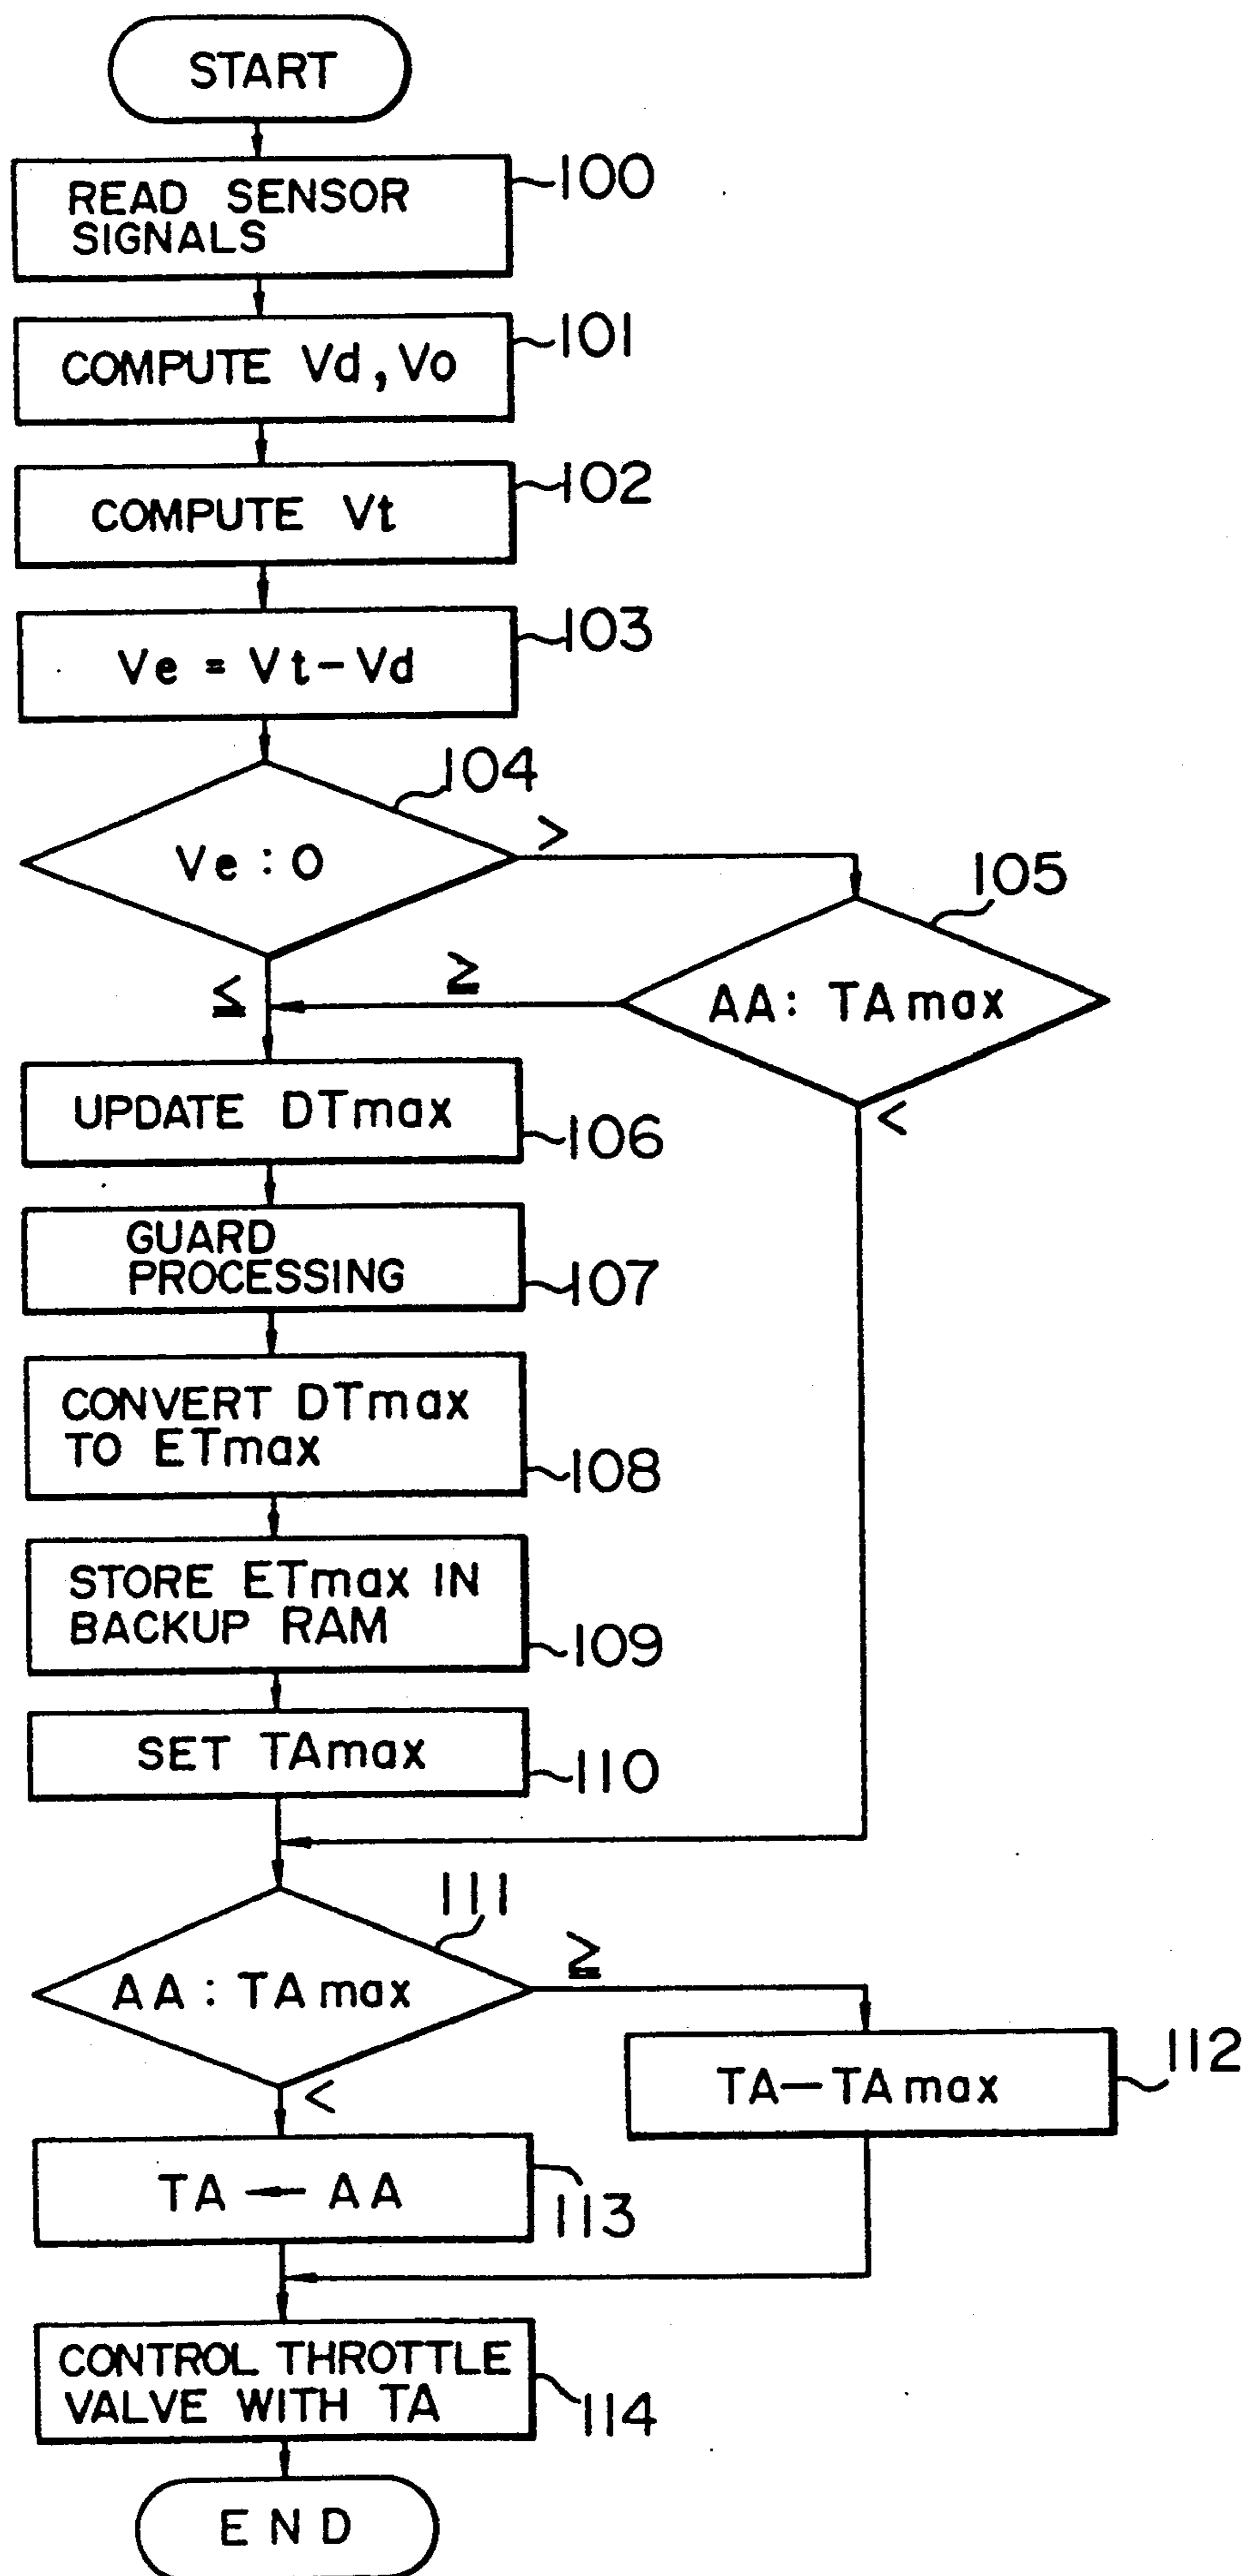 START
READ SENSOR
SIGNALS
100
COMPUTE Vd, Vo
101
COMPUTE Vt
102
Ve = Vt - Vd
103
104
Ve : 0
>
105
≤
≥
AA: TAmax
<
UPDATE DTmax
106
GUARD
PROCESSING
107
CONVERT DTmax
TO ETmax
108
STORE ETmax IN
BACKUP RAM
109
SET TAmax
110
111
AA : TAmax
≥
<
TA—TAmax
112
TA ← AA
113
CONTROL THROTTLE
VALVE WITH TA
114
END